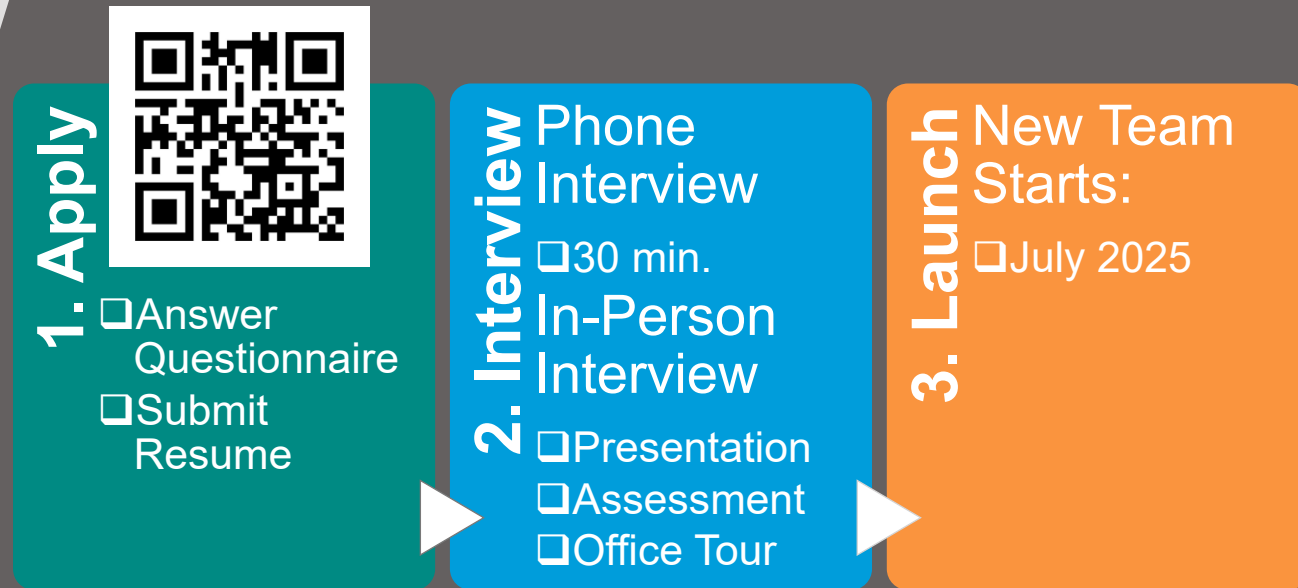 1. Apply
❑Answer
Questionnaire
❑Submit
Resume
2. Interview
Phone
Interview
❑30 min.
In-Person
Interview
❑Presentation
❑Assessment
❑Office Tour
3. Launch
New Team
Starts:
❑July 2025